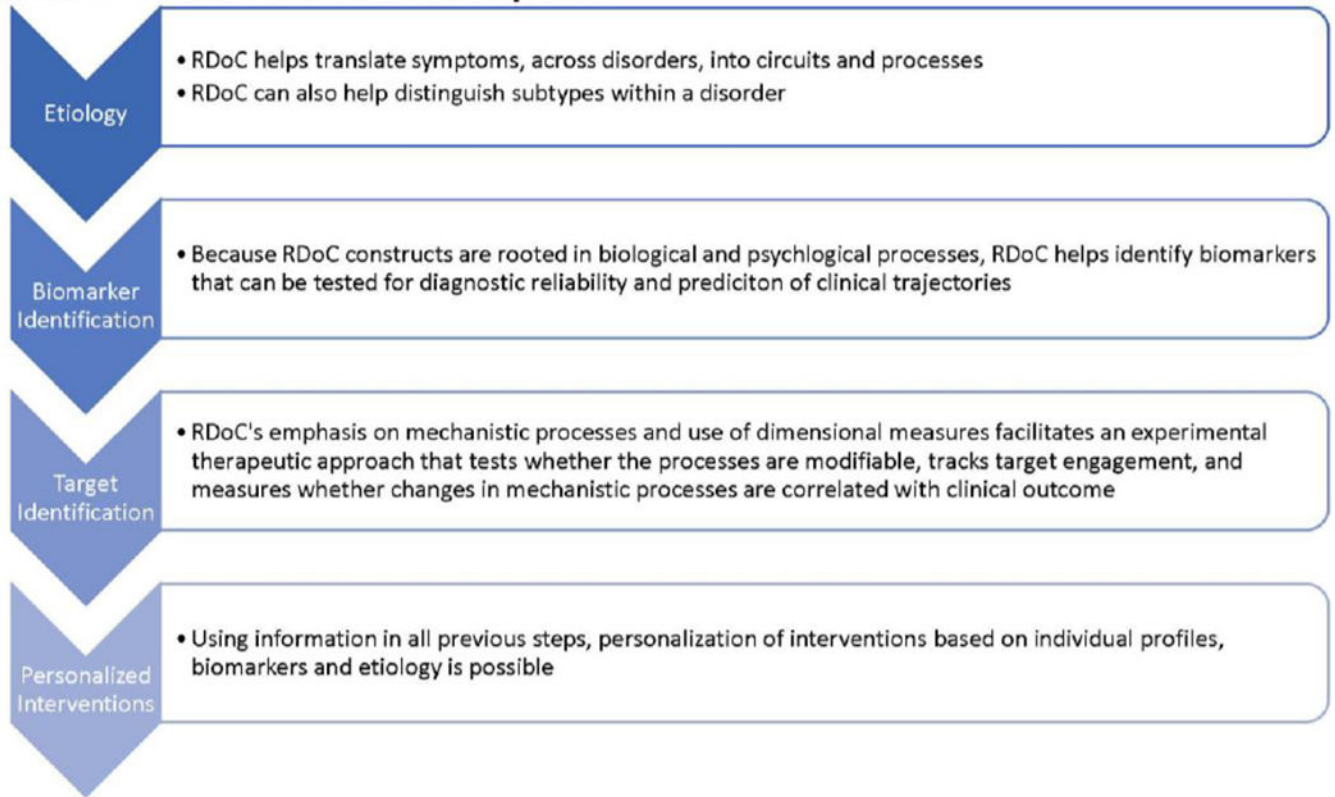 • RDoC helps translate symptoms, across disorders, into circuits and processes
• RDoC can also help distinguish subtypes within a disorder
Etiology
• Because RDoC constructs are rooted in biological and psychlogical processes, RDoC helps identify biomarkers
that can be tested for diagnostic reliability and prediciton of clinical trajectories
Biomarker
Identification
• RDoC's emphasis on mechanistic processes and use of dimensional measures facilitates an experimental
therapeutic approach that tests whether the processes are modifiable, tracks target engagement, and
measures whether changes in mechanistic processes are correlated with clinical outcome
Target
Identification
• Using information in all previous steps, personalization of interventions based on individual profiles,
biomarkers and etiology is possible
Personalized
Interventions